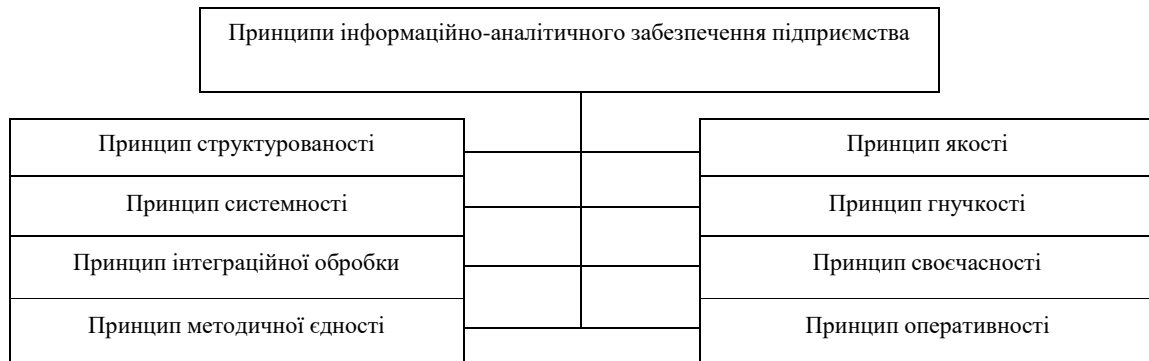 Принципи інформаційно-аналітичного забезпечення підприємства
Принцип структурованості
Принцип якості
Принцип системності
Принцип гнучкості
Принцип інтеграційної обробки
Принцип своєчасності
Принцип методичної єдності
Принцип оперативності